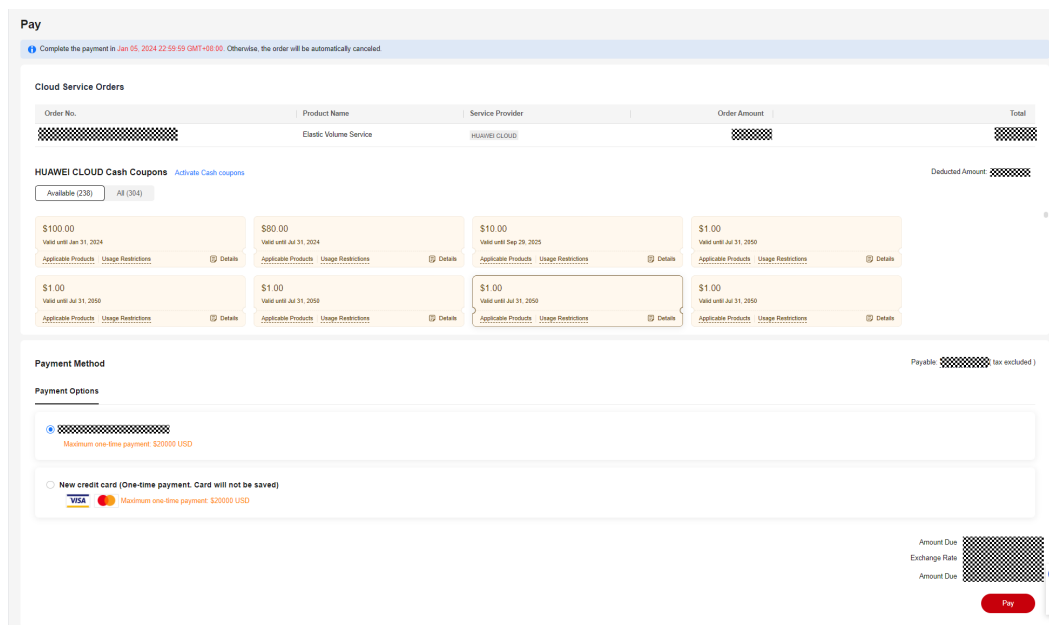 Pay
Complete the payment in Jan 05, 2024 22:59:59 GMT+08:00. Otherwise, the order will be automatically canceled.
Cloud Service Orders
Order No. Product Name Service Provider Order Amount Total
Elastic Volume Service HUAWEI CLOUD
HUAWEI CLOUD Cash Coupons Activate Cash coupons Deducted Amount:
Available (238) All (304)
$100.00 $80.00 $10.00 $1.00
Valid until Jan 31, 2024 Valid until Jul 31, 2024 Valid until Sep 29, 2025 Valid until Jul 31, 2050
Applicable Products Usage Restrictions Details Applicable Products Usage Restrictions Details Applicable Products Usage Restrictions Details Applicable Products Usage Restrictions Details
$1.00 $1.00 $1.00 $1.00
Valid until Jul 31, 2050 Valid until Jul 31, 2050 Valid until Jul 31, 2050 Valid until Jul 31, 2050
Applicable Products Usage Restrictions Details Applicable Products Usage Restrictions Details Applicable Products Usage Restrictions Details Applicable Products Usage Restrictions Details
Payment Method Payable: ( tax excluded )
Payment Options
Maximum one-time payment: $20000 USD
New credit card (One-time payment. Card will not be saved)
VISA Maximum one-time payment: $20000 USD
Amount Due
Exchange Rate
Amount Due
Pay